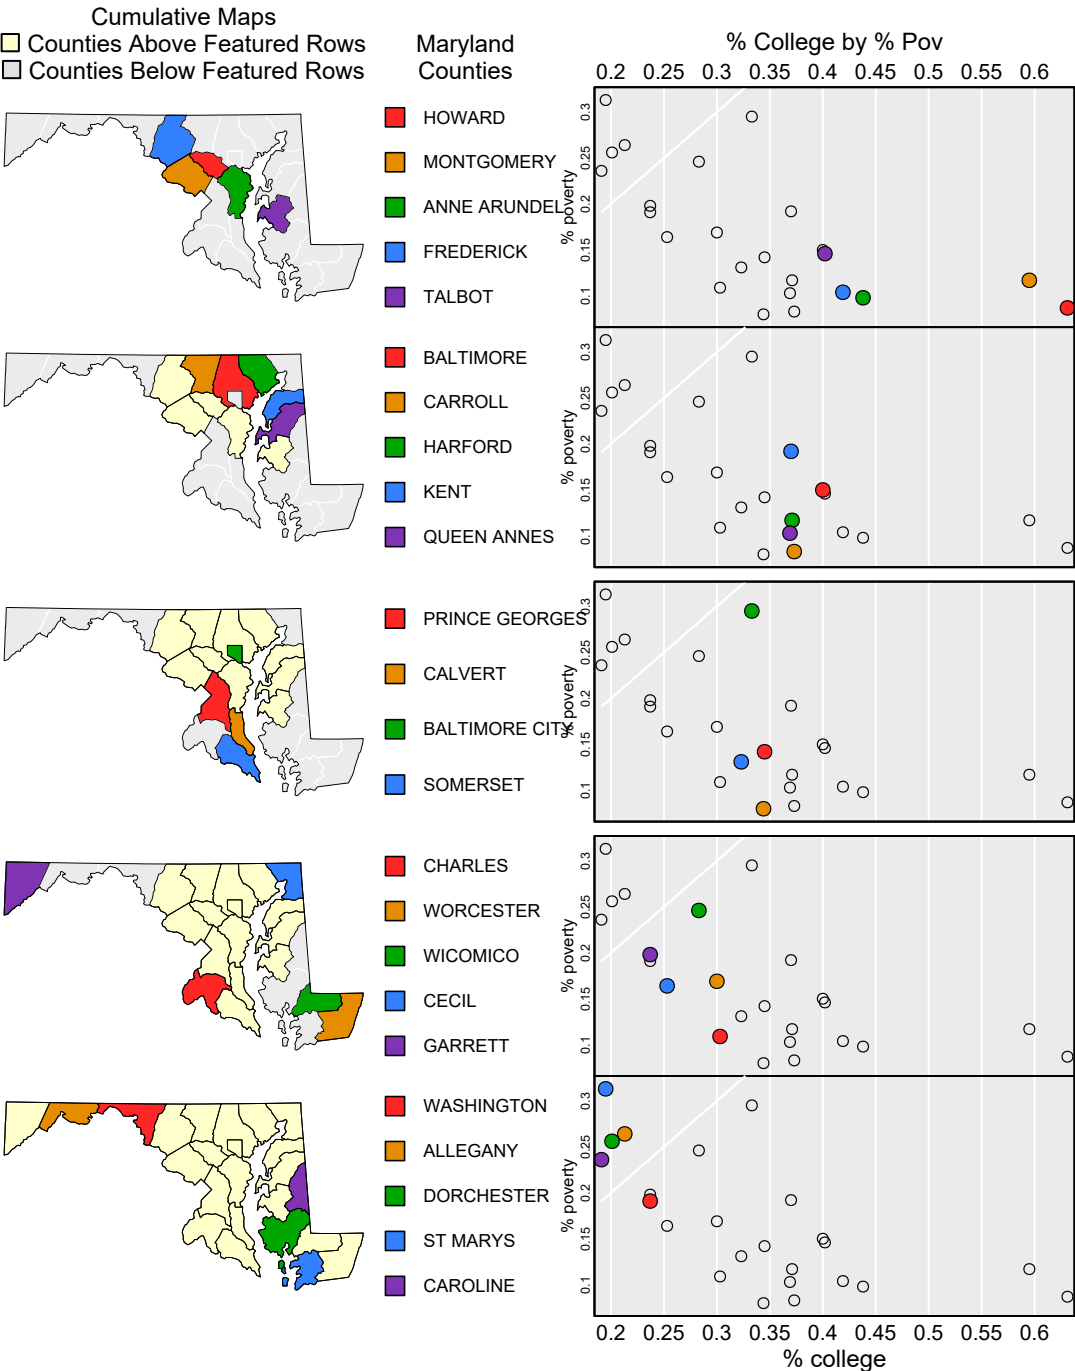 Cumulative Maps
Counties Above Featured Rows
Counties Below Featured Rows
Maryland
Counties
% College by % Pov
0.2 0.25 0.3 0.35 0.4 0.45 0.5 0.55 0.6
HOWARD
MONTGOMERY
ANNE ARUNDEL
FREDERICK
TALBOT
% poverty
0.1 0.15 0.2 0.25 0.3
BALTIMORE
CARROLL
HARFORD
KENT
QUEEN ANNES
% poverty
0.1 0.15 0.2 0.25 0.3
PRINCE GEORGES
CALVERT
BALTIMORE CITY
SOMERSET
% poverty
0.1 0.15 0.2 0.25 0.3
CHARLES
WORCESTER
WICOMICO
CECIL
GARRETT
% poverty
0.1 0.15 0.2 0.25 0.3
WASHINGTON
ALLEGANY
DORCHESTER
ST MARYS
CAROLINE
% poverty
0.1 0.15 0.2 0.25 0.3
0.2 0.25 0.3 0.35 0.4 0.45 0.5 0.55 0.6
% college